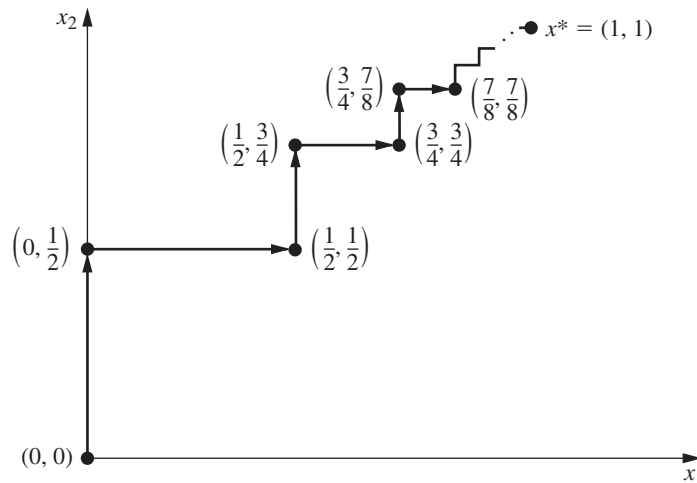 x₂
x* = (1, 1)
(3/4, 7/8)
(7/8, 7/8)
(1/2, 3/4)
(3/4, 3/4)
(0, 1/2)
(1/2, 1/2)
(0, 0)
x